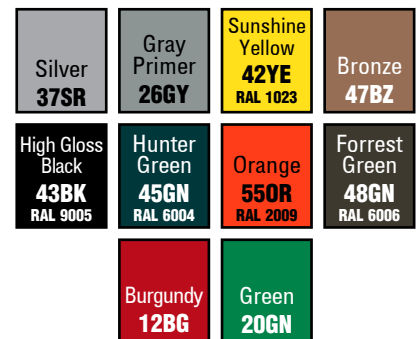 Silver
37SR
Gray
Primer
26GY
Sunshine
Yellow
42YE
RAL 1023
Bronze
47BZ
High Gloss
Black
43BK
RAL 9005
Hunter
Green
45GN
RAL 6004
Orange
55OR
RAL 2009
Forrest
Green
48GN
RAL 6006
Burgundy
12BG
Green
20GN